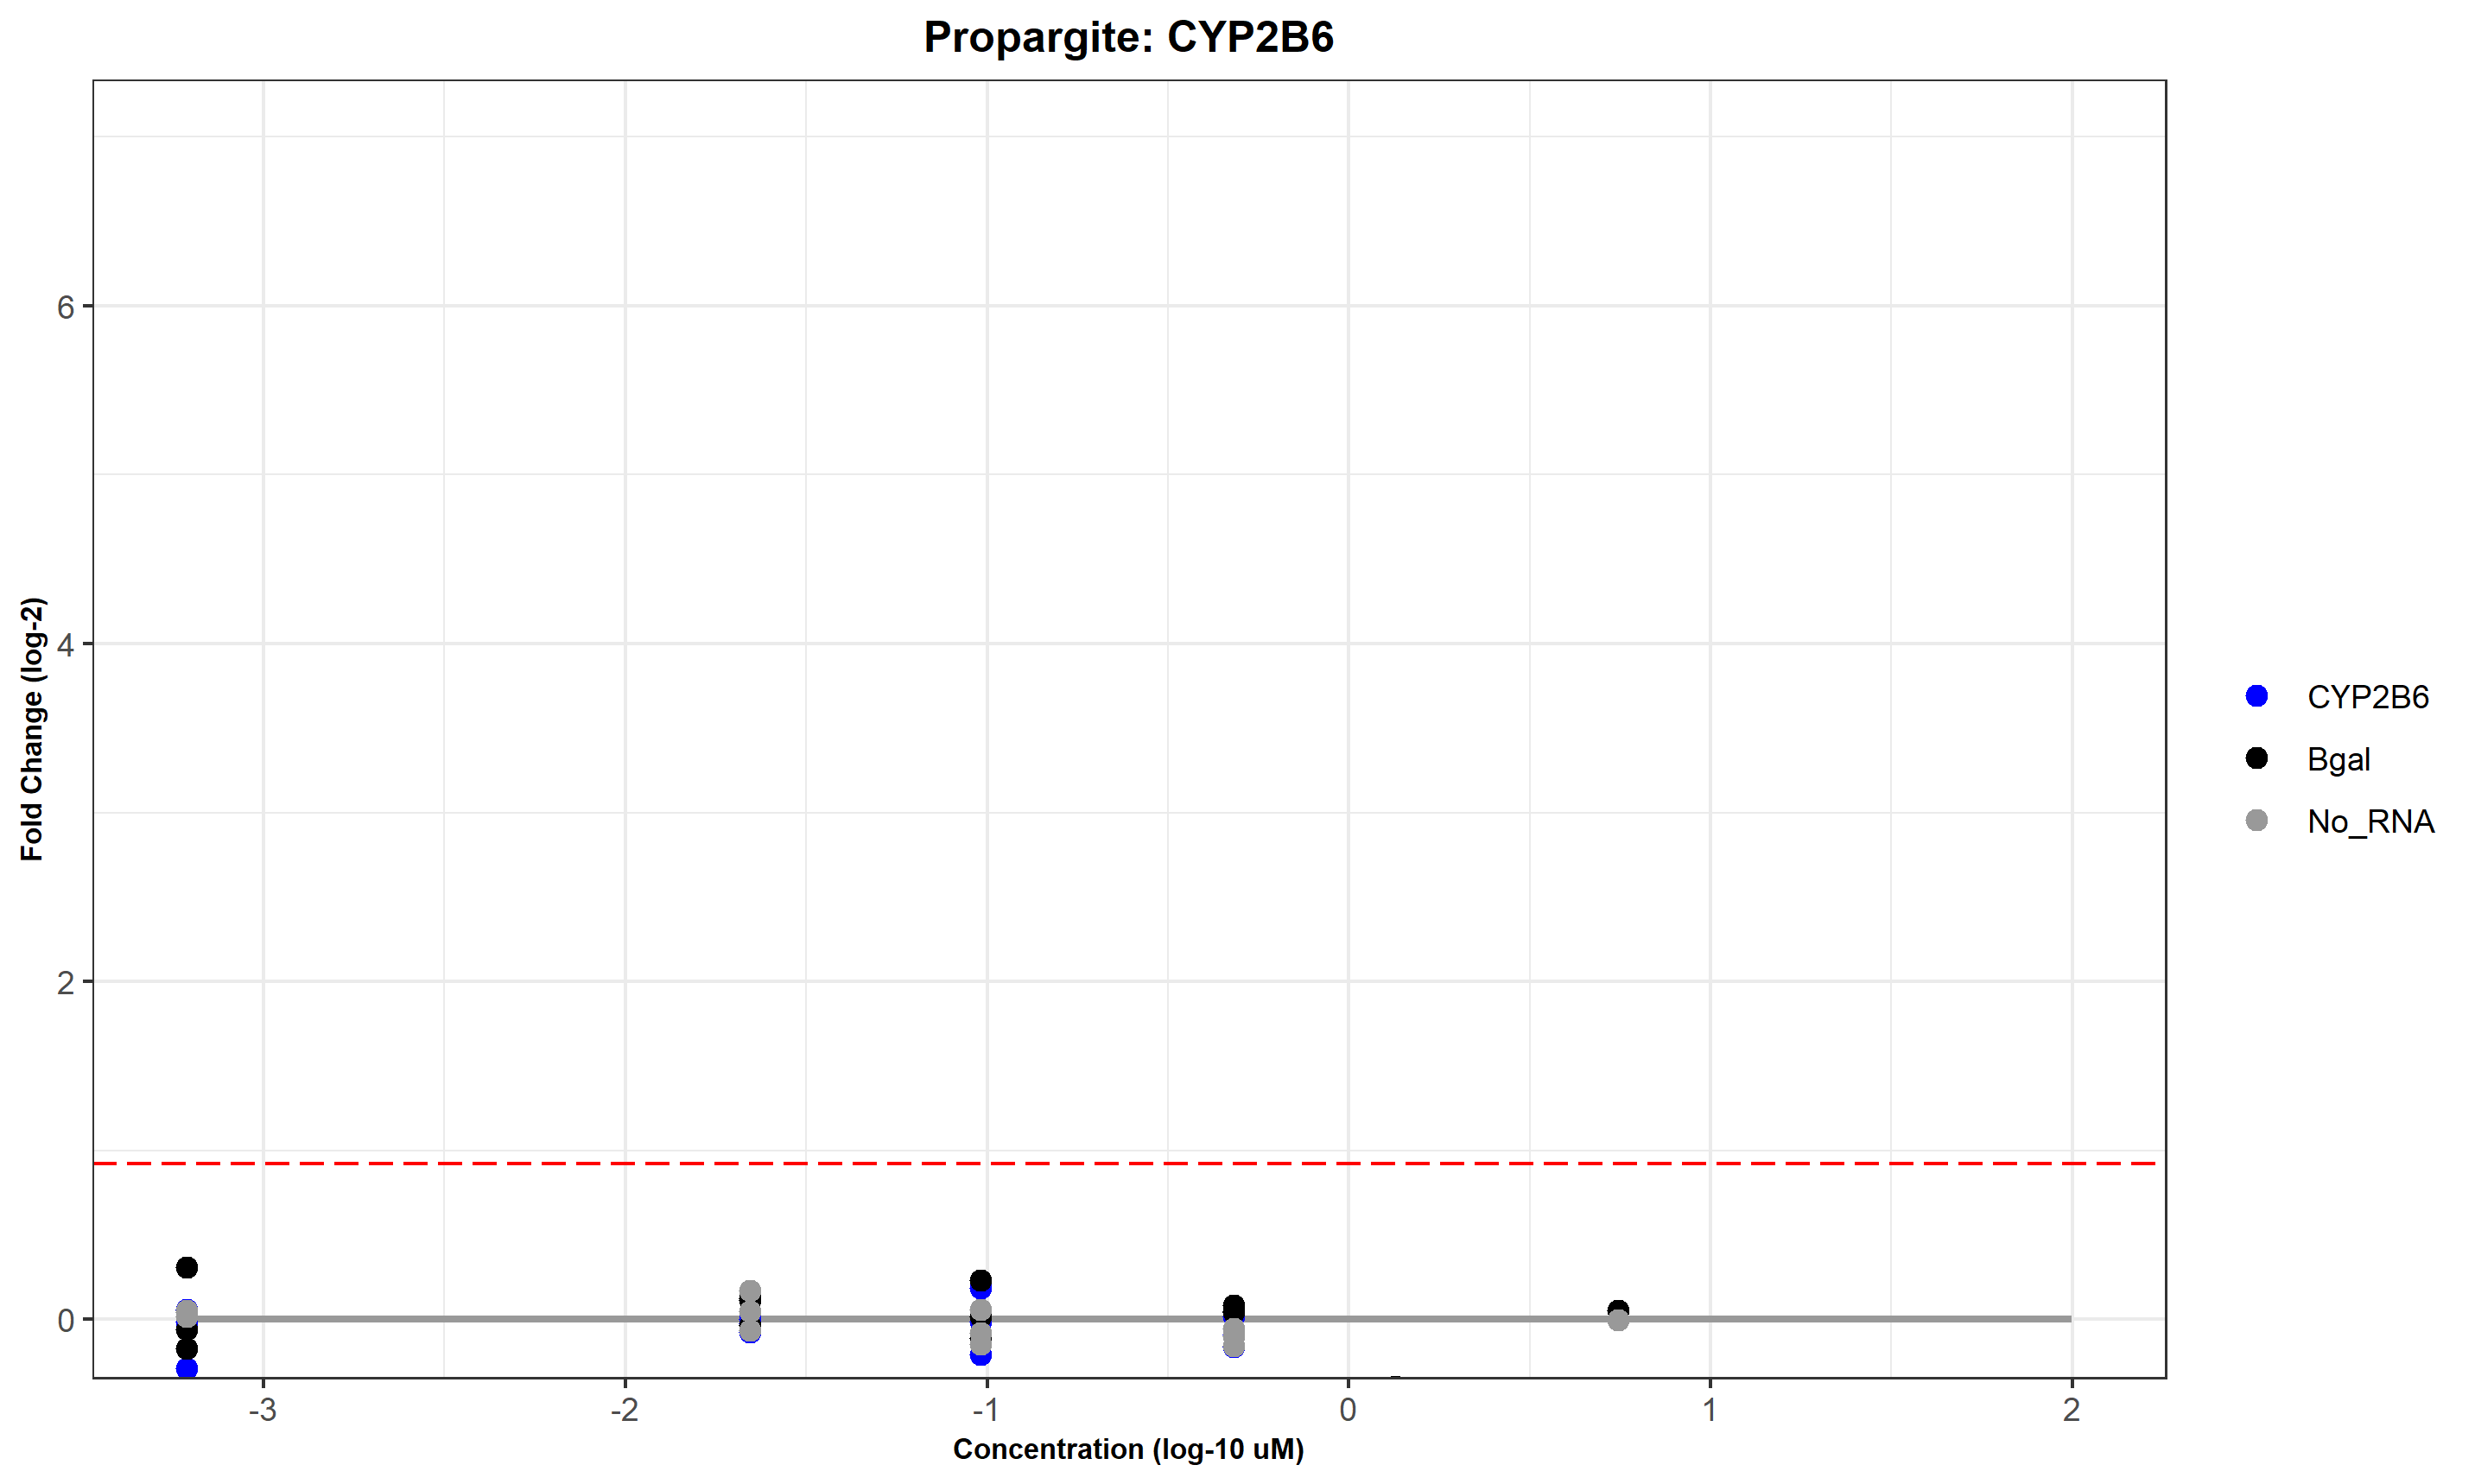 Propargite: CYP2B6
Fold Change (log-2)
6
4
2
0
-3
-2
-1
0
1
2
Concentration (log-10 uM)
CYP2B6
Bgal
No_RNA